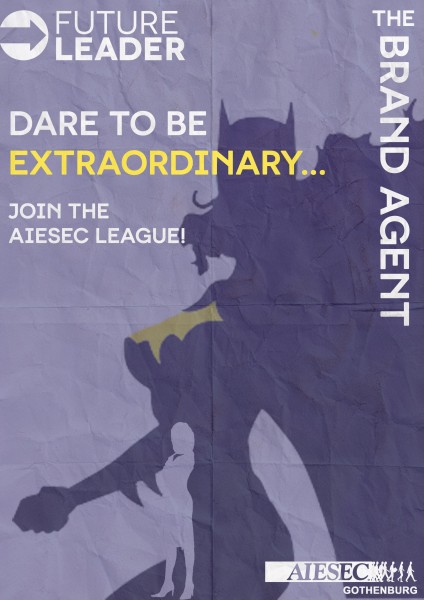 FUTURE
LEADER
THE BRAND AGENT
DARE TO BE
EXTRAORDINARY...
JOIN THE
AIESEC LEAGUE!
AIESEC
GOTHENBURG